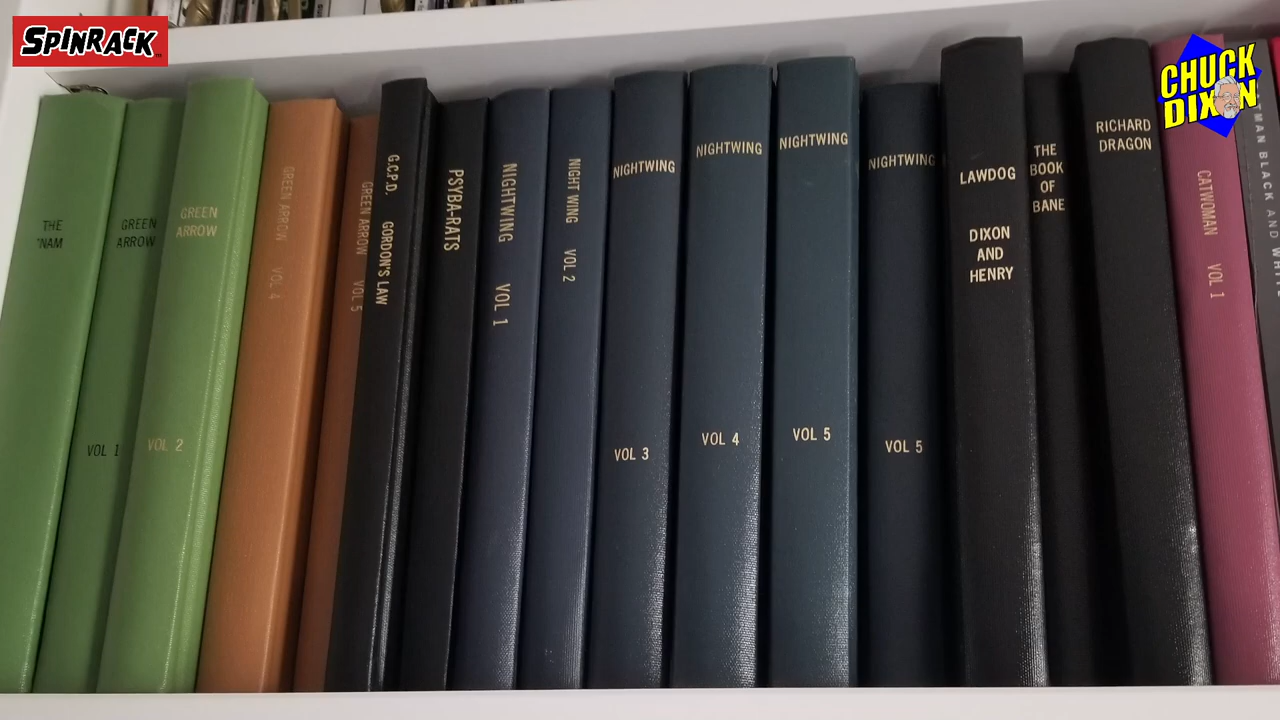 SPINRACK
CHUCK
DIXON
THE
'NAM
GREEN
ARROW
VOL 1
GREEN
ARROW
VOL 2
GREEN ARROW VOL 4
GREEN ARROW VOL 5
G.C.P.D. GORDON'S LAW
PSYBA-RATS
NIGHTWING VOL 1
NIGHT WING VOL 2
NIGHTWING
VOL 3
NIGHTWING
VOL 4
NIGHTWING
VOL 5
NIGHTWING
VOL 5
LAWDOG
DIXON
AND
HENRY
THE
BOOK
OF
BANE
RICHARD
DRAGON
CATWOMAN VOL 1
BLACK AND WHITE